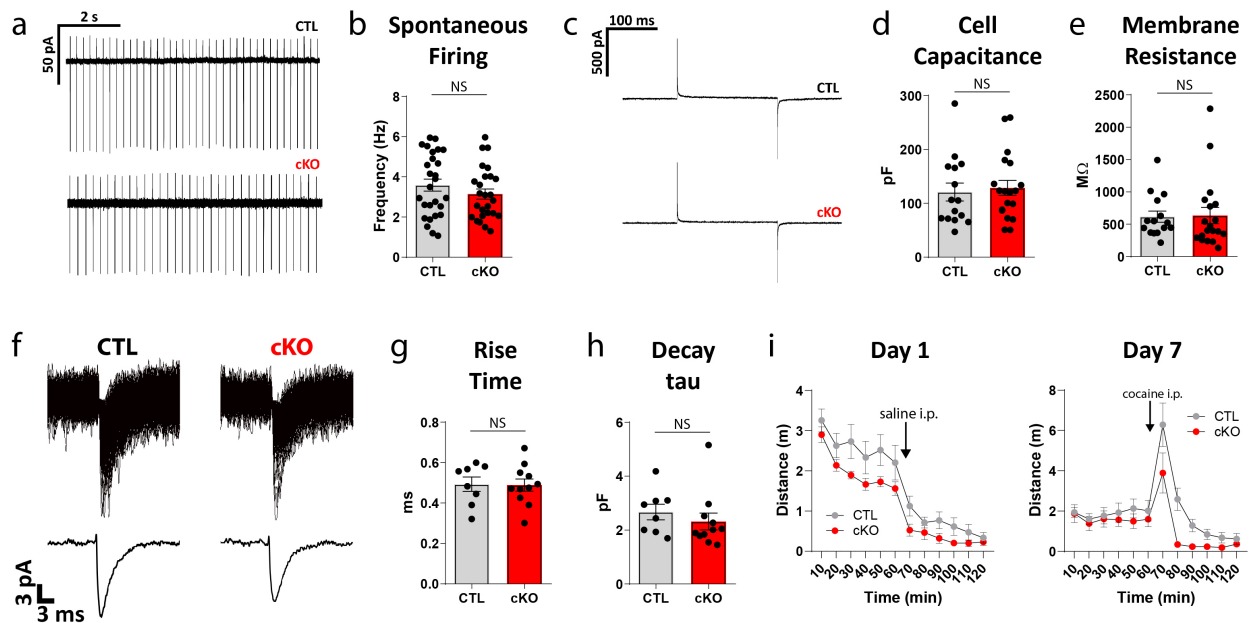 a
2 s
CTL
50 pA
cKO
b
Spontaneous
Firing
NS
8
6
4
2
0
Frequency (Hz)
CTL
cKO
c
100 ms
500 pA
CTL
cKO
d
Cell
Capacitance
NS
300
200
100
0
pF
CTL
cKO
e
Membrane
Resistance
NS
2500
2000
1500
1000
500
0
MΩ
CTL
cKO
f
CTL
cKO
3 pA
3 ms
g
Rise
Time
NS
0.8
0.6
0.4
0.2
0.0
ms
CTL
cKO
h
Decay
tau
NS
6
4
2
0
pF
CTL
cKO
i
Day 1
saline i.p.
4
3
2
1
0
Distance (m)
CTL
cKO
10 20 30 40 50 60 70 80 90 100 110 120
Time (min)
Day 7
cocaine i.p.
8
6
4
2
0
Distance (m)
CTL
cKO
10 20 30 40 50 60 70 80 90 100 110 120
Time (min)